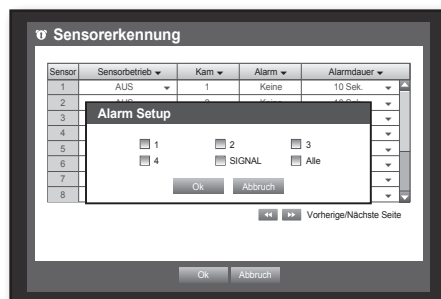 Sensorerkennung
Sensor Sensorbetrieb Kam Alarm Alarmdauer
1 AUS 1 Keine 10 Sek.
2
3
Alarm Setup
4
1 2 3
5
4 SIGNAL Alle
6
7
Ok Abbruch
8
Vorherige/Nächste Seite
Ok Abbruch